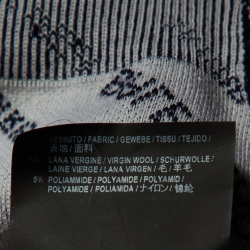 TESSUTO / FABRIC / GEWEBE / TISSU / TEJIDO /
表地 / 面料
LANA VERGINE / VIRGIN WOOL / SCHURWOLLE /
LAINE VIERGE / LANA VIRGEN / 毛 / 羊毛
5% POLIAMMIDE / POLYAMIDE / POLYAMID /
POLYAMIDE / POLIAMIDA / ナイロン / 锦纶